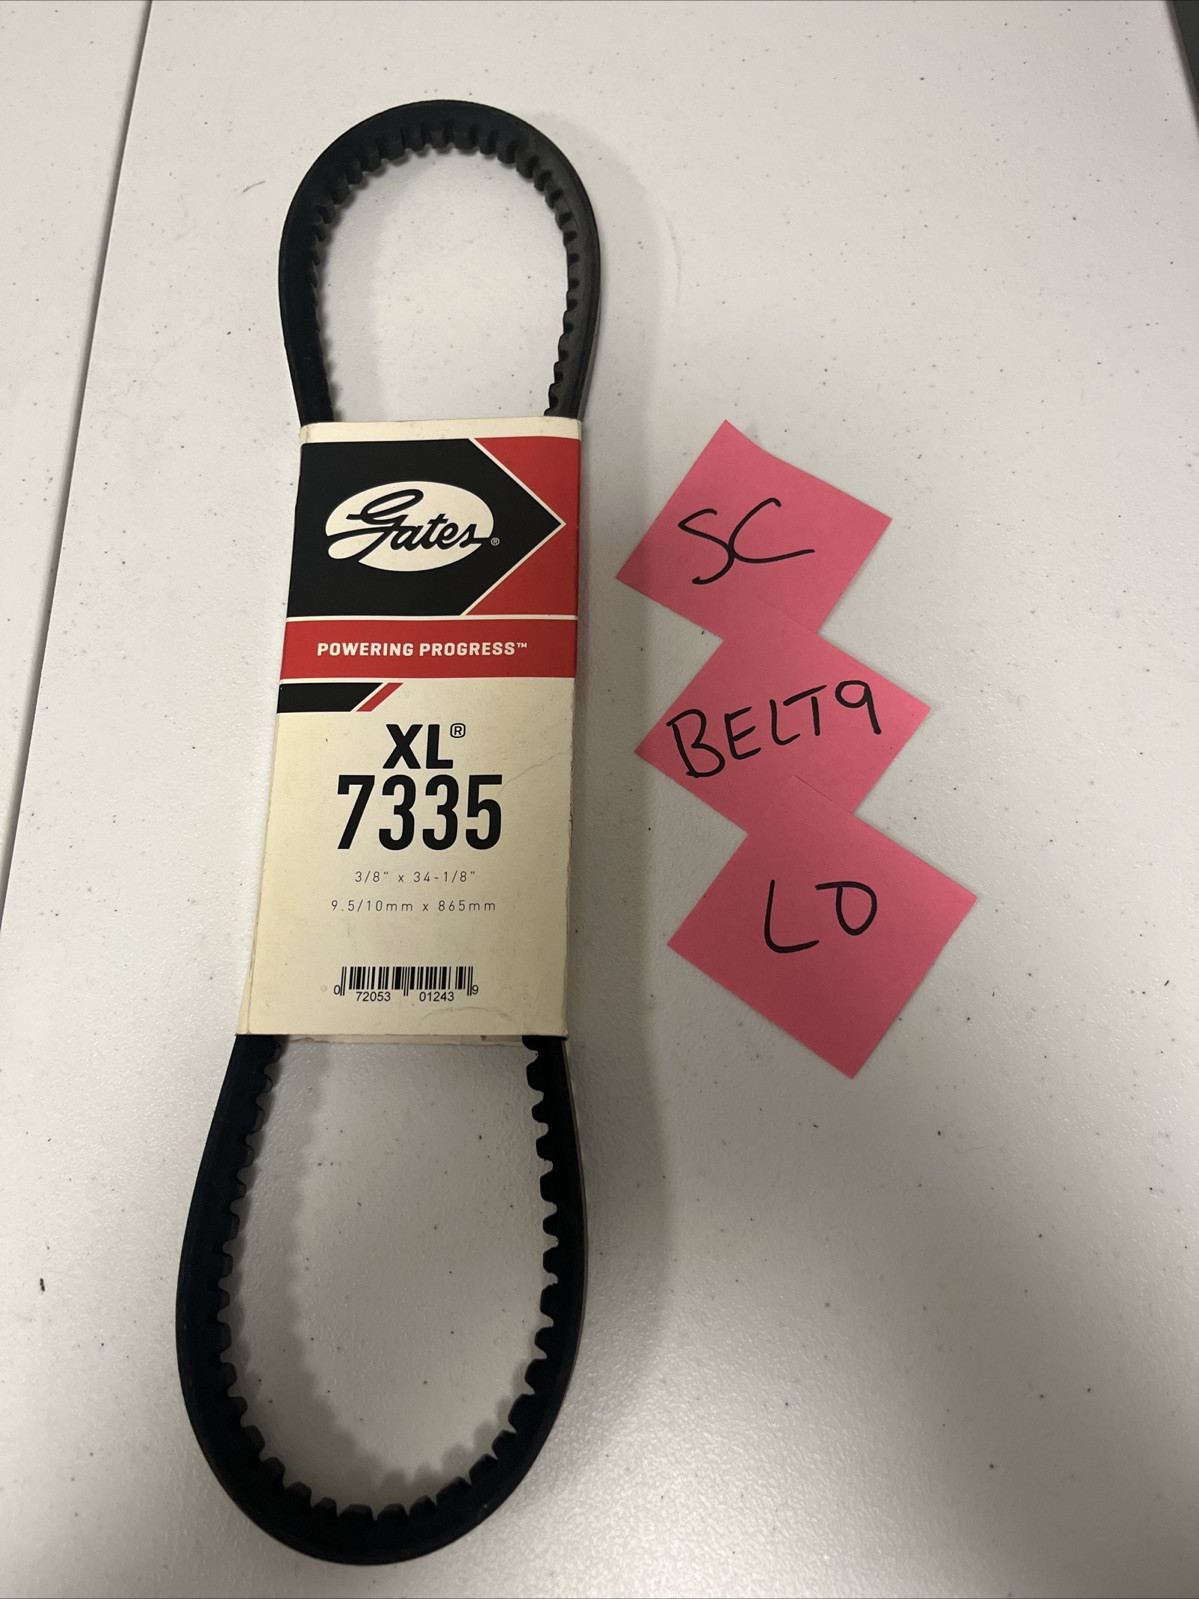 Gates®
POWERING PROGRESS™
XL®
7335
3/8" x 34-1/8"
9.5/10mm x 865mm
0 72053 01243 9
SC
BELT9
LO